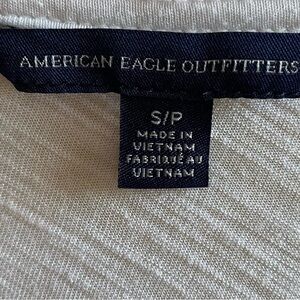 AMERICAN EAGLE OUTFITTERS
S/P
MADE IN
VIETNAM
FABRIQUÉ AU
VIETNAM